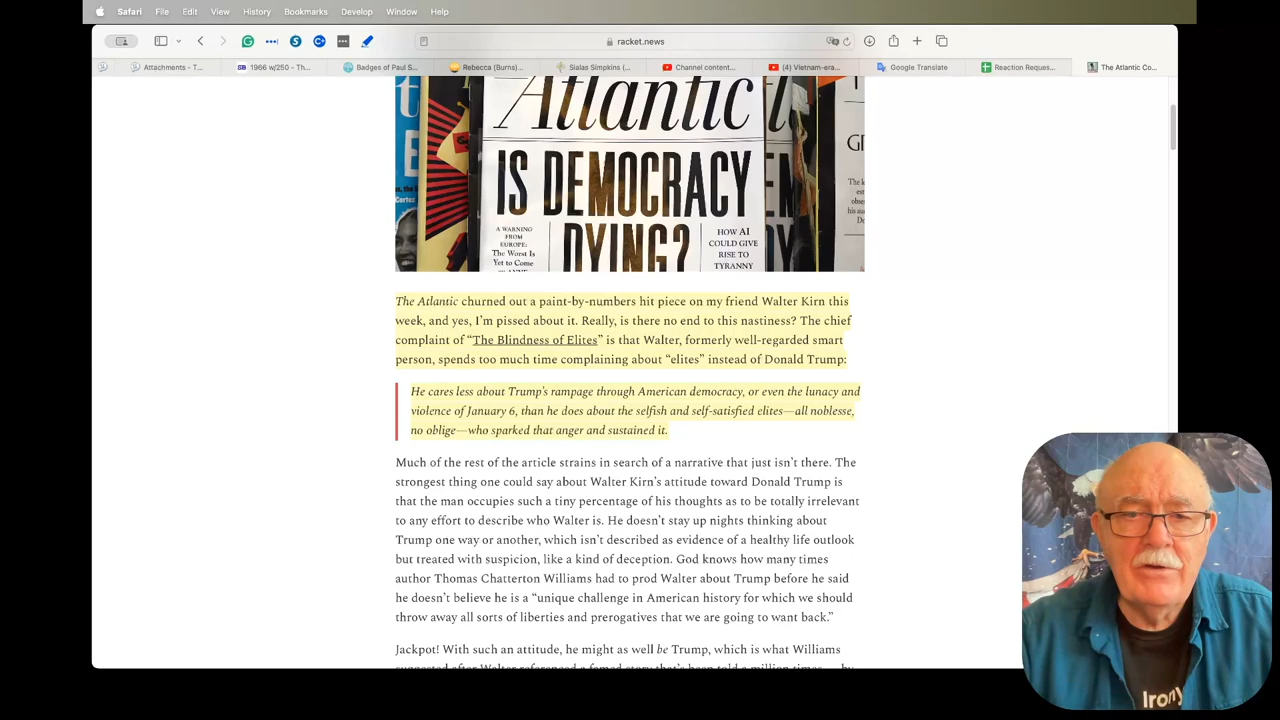 Safari File Edit View History Bookmarks Develop Window Help
racket.news
Attachments - T... 1966 w/250 - Th... Badges of Paul S... Rebecca (Burns)... Sialas Simpkins (... Channel content... (4) Vietnam-era... Google Translate Reaction Reques... The Atlantic Co...
Atlantic
IS DEMOCRACY
DYING?
A WARNING
FROM
EUROPE:
The Worst Is
Yet to Come
HOW AI
COULD GIVE
RISE TO
TYRANNY
The Atlantic churned out a paint-by-numbers hit piece on my friend Walter Kirn this
week, and yes, I’m pissed about it. Really, is there no end to this nastiness? The chief
complaint of “The Blindness of Elites” is that Walter, formerly well-regarded smart
person, spends too much time complaining about “elites” instead of Donald Trump:
He cares less about Trump’s rampage through American democracy, or even the lunacy and
violence of January 6, than he does about the selfish and self-satisfied elites—all noblesse,
no oblige—who sparked that anger and sustained it.
Much of the rest of the article strains in search of a narrative that just isn’t there. The
strongest thing one could say about Walter Kirn’s attitude toward Donald Trump is
that the man occupies such a tiny percentage of his thoughts as to be totally irrelevant
to any effort to describe who Walter is. He doesn’t stay up nights thinking about
Trump one way or another, which isn’t described as evidence of a healthy life outlook
but treated with suspicion, like a kind of deception. God knows how many times
author Thomas Chatterton Williams had to prod Walter about Trump before he said
he doesn’t believe he is a “unique challenge in American history for which we should
throw away all sorts of liberties and prerogatives that we are going to want back.”
Jackpot! With such an attitude, he might as well be Trump, which is what Williams
suggested after Walter referenced a famed story that’s been told a million times
Irony